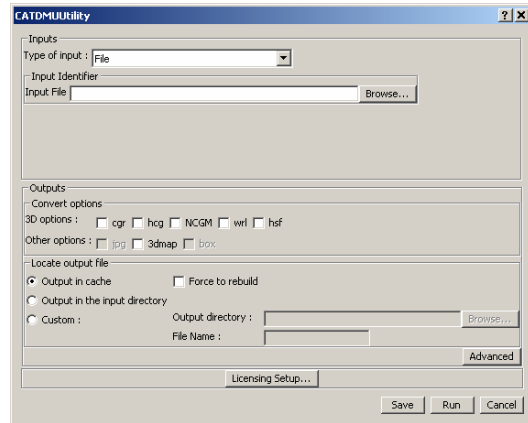 CATDMUUtility
Inputs
Type of input : File
Input Identifier
Input File Browse...
Outputs
Convert options
3D options : cgr hcg NCGM wrl hsf
Other options : jpg 3dmap box
Locate output file
Output in cache Force to rebuild
Output in the input directory
Custom : Output directory : Browse...
File Name :
Advanced
Licensing Setup...
Save Run Cancel